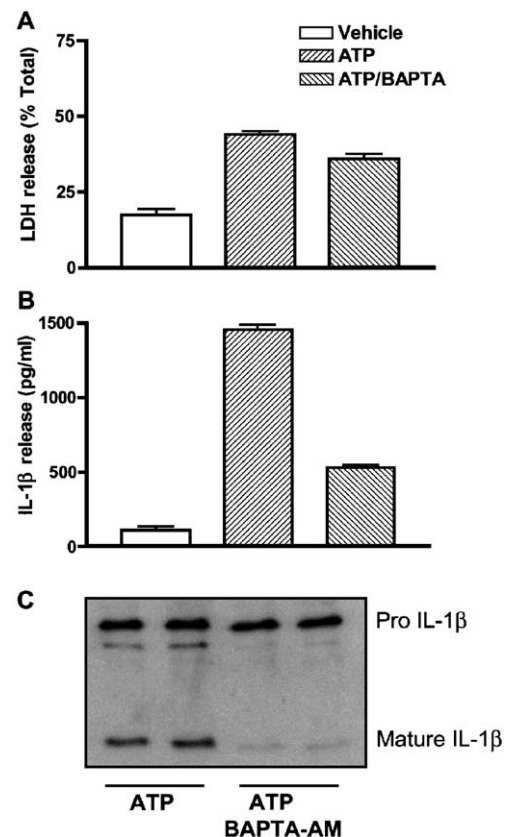 A
Vehicle
ATP
ATP/BAPTA
LDH release (% Total)
75
50
25
0
B
IL-1β release (pg/ml)
1500
1000
500
0
C
Pro IL-1β
Mature IL-1β
ATP ATP
BAPTA-AM